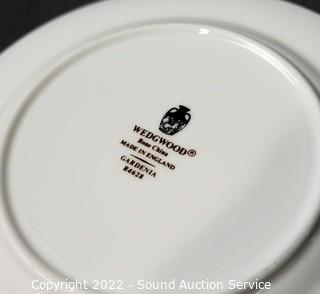 WEDGWOOD®
Bone China
MADE IN ENGLAND
GARDENIA
R4628
Copyright 2022 - Sound Auction Service